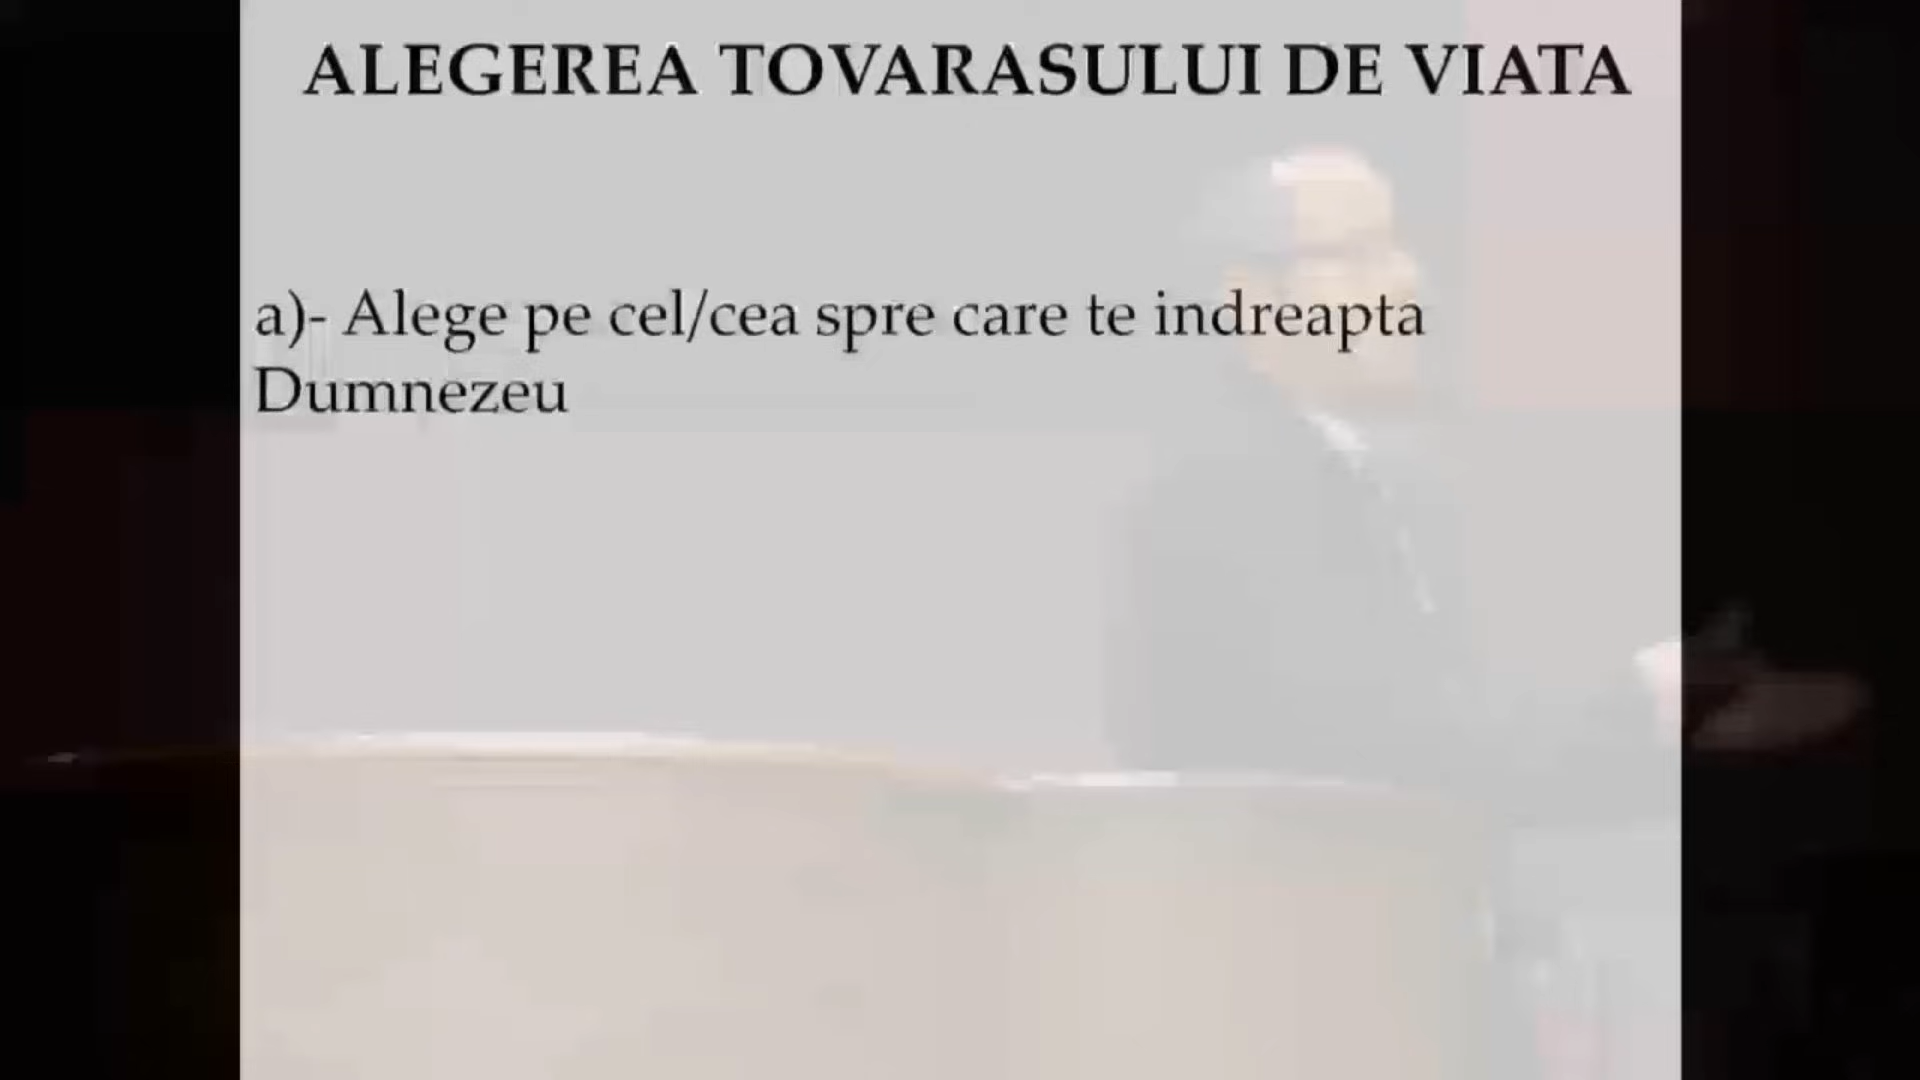 ALEGEREA TOVARASULUI DE VIATA
a)- Alege pe cel/cea spre care te indreapta
Dumnezeu